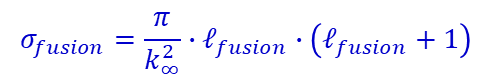 σ_fusion = π/k_∞^2 · ℓ_fusion · (ℓ_fusion + 1)